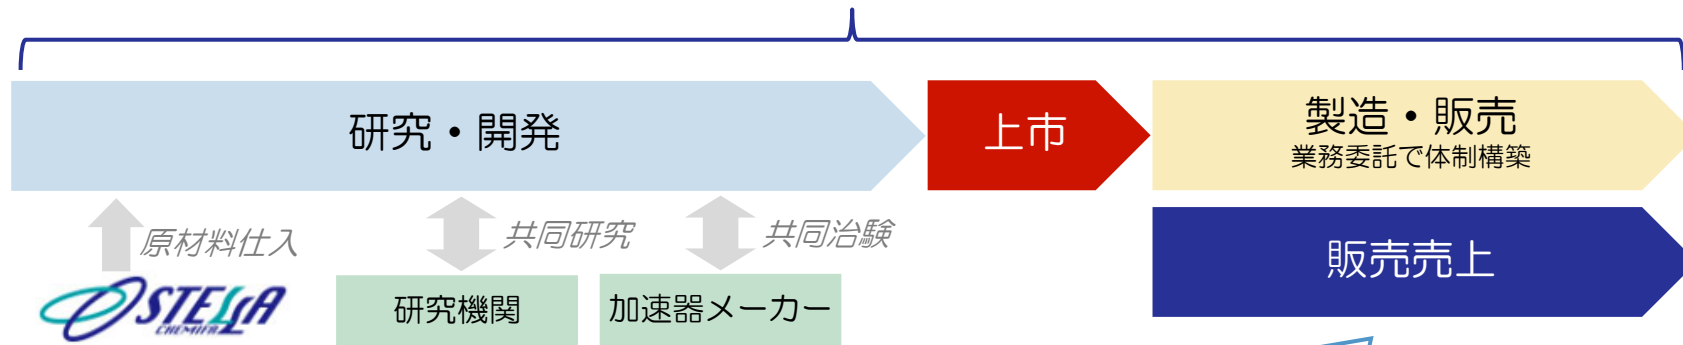 研究・開発
上市
製造・販売
業務委託で体制構築
原材料仕入
共同研究
共同治験
販売売上
STELLA
CHEMIFA
研究機関
加速器メーカー